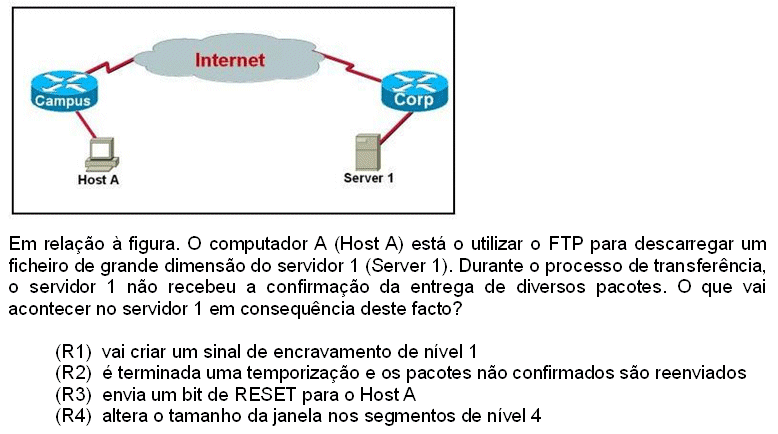 Internet
Campus
Corp
Host A
Server 1
Em relação à figura. O computador A (Host A) está o utilizar o FTP para descarregar um
ficheiro de grande dimensão do servidor 1 (Server 1). Durante o processo de transferência,
o servidor 1 não recebeu a confirmação da entrega de diversos pacotes. O que vai
acontecer no servidor 1 em consequência deste facto?
(R1) vai criar um sinal de encravamento de nível 1
(R2) é terminada uma temporização e os pacotes não confirmados são reenviados
(R3) envia um bit de RESET para o Host A
(R4) altera o tamanho da janela nos segmentos de nível 4